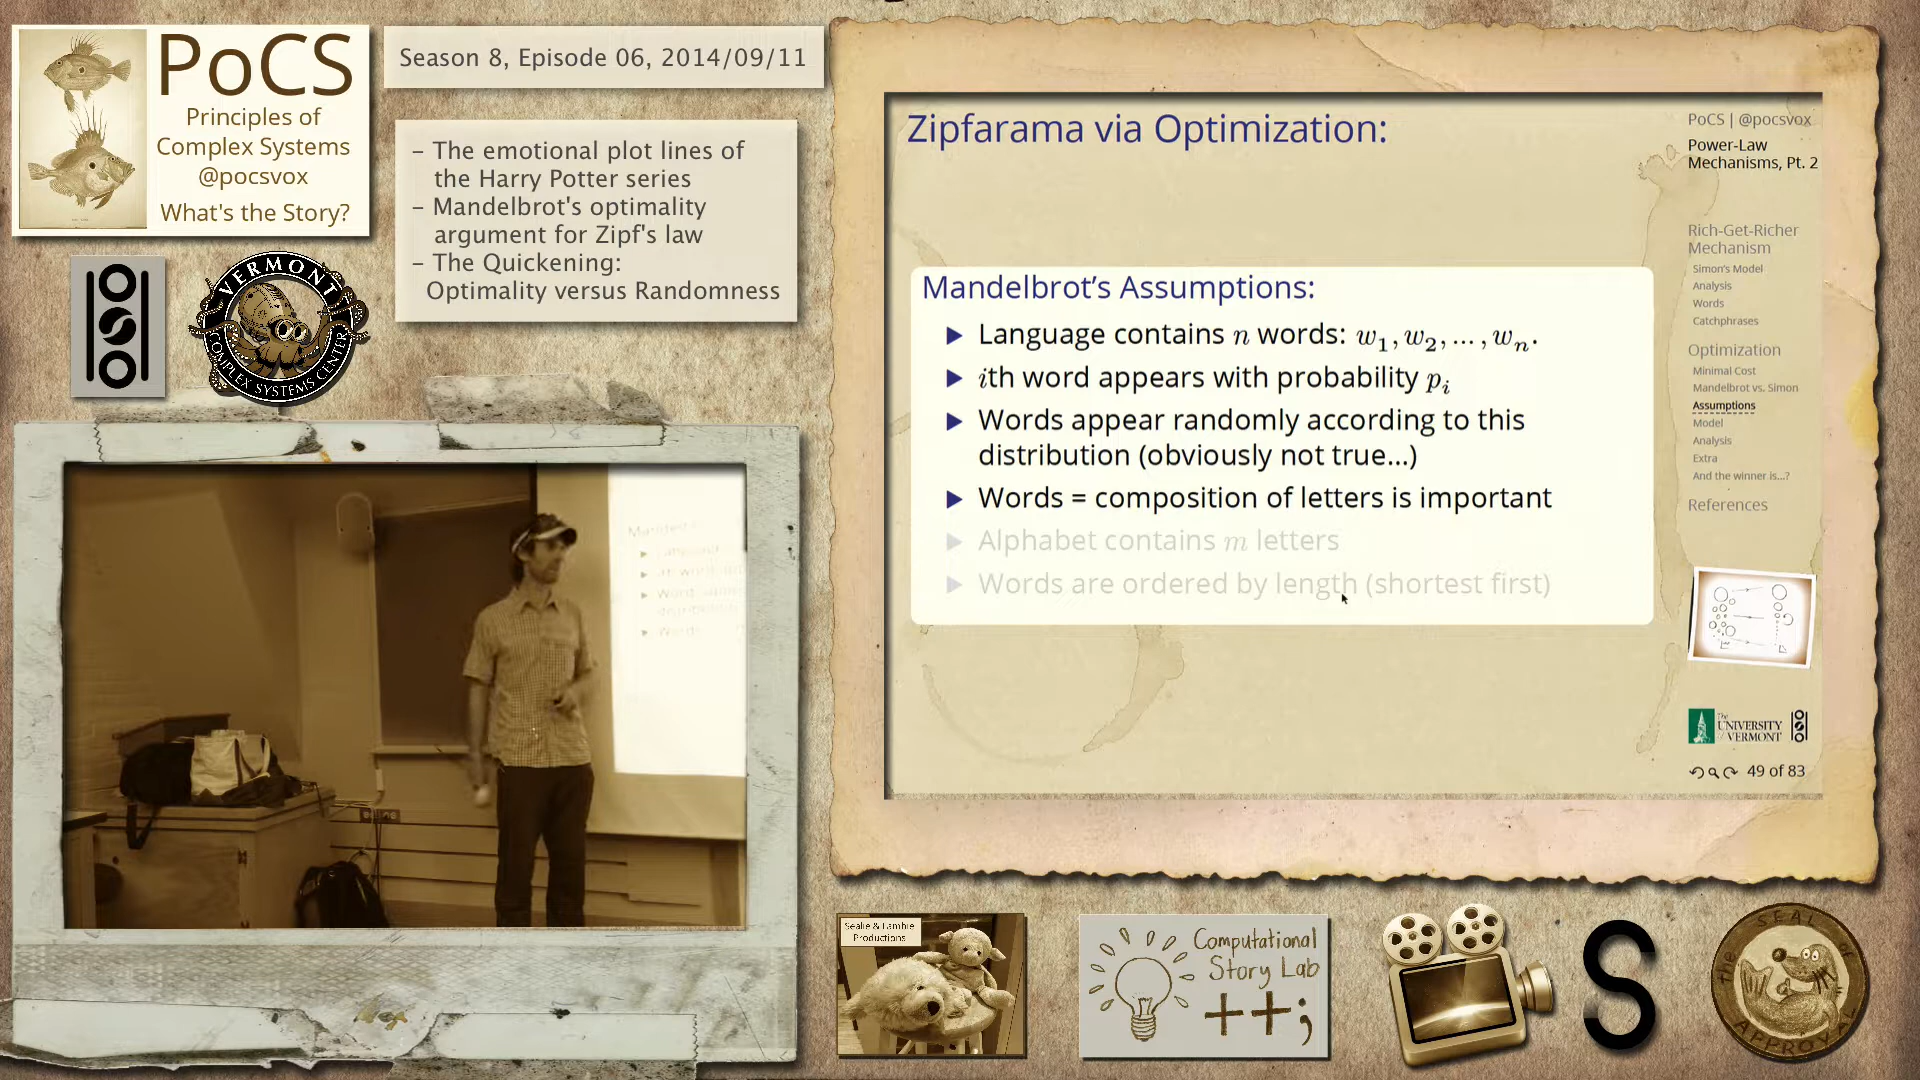 PoCS
Principles of
Complex Systems
@pocsvox
What's the Story?
Season 8, Episode 06, 2014/09/11
– The emotional plot lines of
the Harry Potter series
– Mandelbrot's optimality
argument for Zipf's law
– The Quickening:
Optimality versus Randomness
VERMONT
COMPLEX SYSTEMS CENTER
Zipfarama via Optimization:
Mandelbrot's Assumptions:
▶ Language contains n words: w₁, w₂, …, wₙ.
▶ ith word appears with probability pᵢ
▶ Words appear randomly according to this
distribution (obviously not true...)
▶ Words = composition of letters is important
▶ Alphabet contains m letters
▶ Words are ordered by length (shortest first)
PoCS | @pocsvox
Power-Law
Mechanisms, Pt. 2
Rich-Get-Richer
Mechanism
Simon's Model
Analysis
Words
Catchphrases
Optimization
Minimal Cost
Mandelbrot vs. Simon
Assumptions
Model
Analysis
Extra
And the winner is...?
References
The
UNIVERSITY
of VERMONT
49 of 83
Sealie & Lambie
Productions
Computational
Story Lab
++;
S
the SEAL OF
APPROVAL